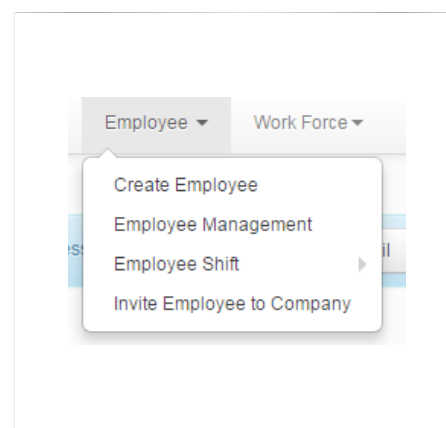 Employee Work Force
Create Employee
Employee Management
Employee Shift
Invite Employee to Company